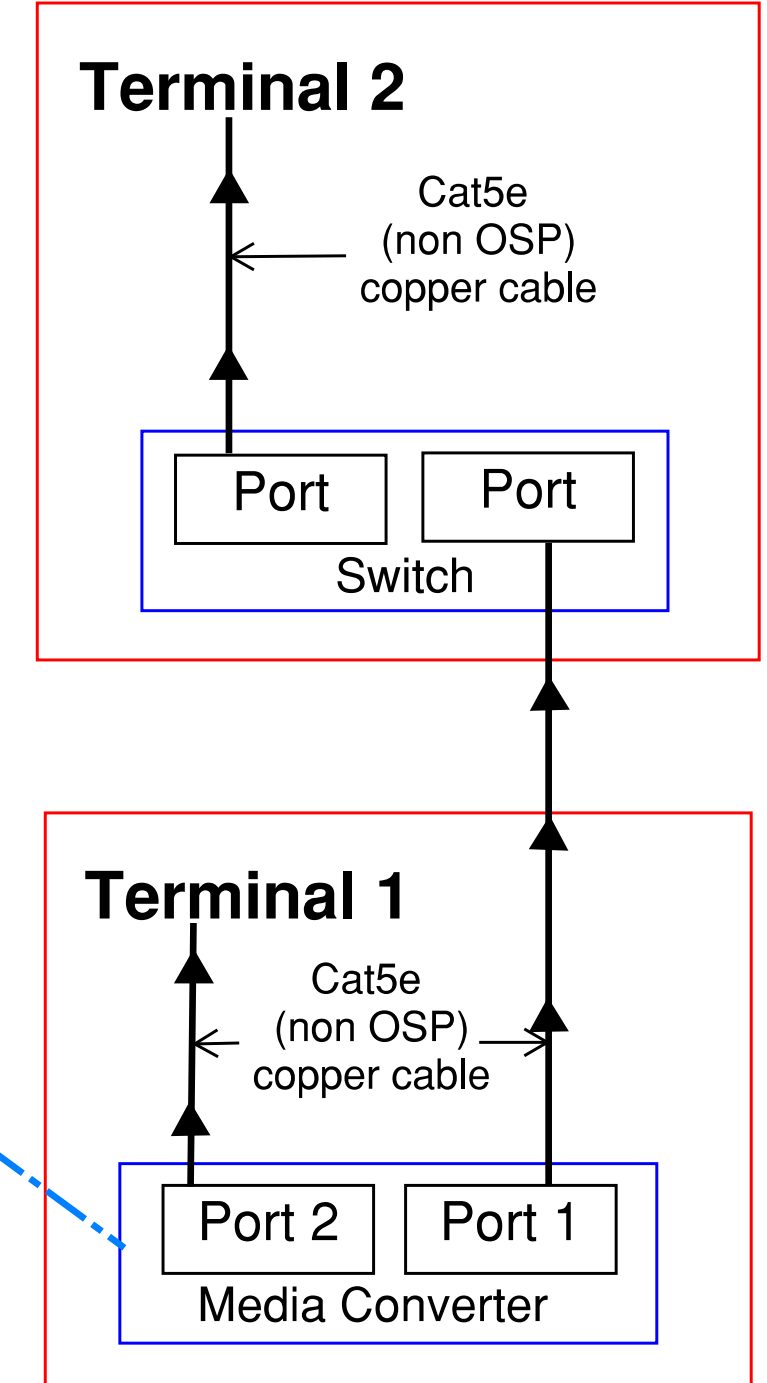 Terminal 2
Cat5e
(non OSP)
copper cable
Port
Port
Switch
Terminal 1
Cat5e
(non OSP)
copper cable
Port 2
Port 1
Media Converter